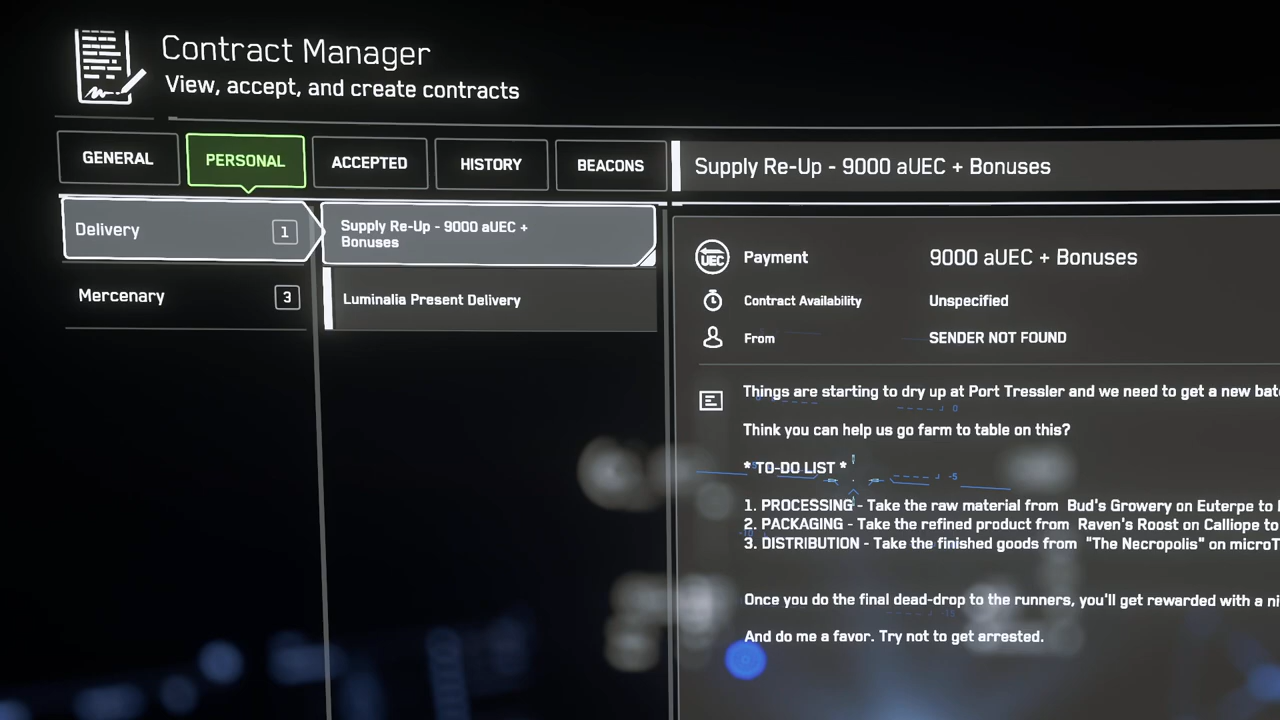 Contract Manager
View, accept, and create contracts
GENERAL
PERSONAL
ACCEPTED
HISTORY
BEACONS
Delivery
1
Mercenary
3
Supply Re-Up - 9000 aUEC +
Bonuses
Luminalia Present Delivery
Supply Re-Up - 9000 aUEC + Bonuses
UEC
Payment
9000 aUEC + Bonuses
Contract Availability
Unspecified
From
SENDER NOT FOUND
Things are starting to dry up at Port Tressler and we need to get a new
Think you can help us go farm to table on this?
* TO-DO LIST *
1. PROCESSING - Take the raw material from Bud's Growery on Euterpe to
2. PACKAGING - Take the refined product from Raven's Roost on Calliope to
3. DISTRIBUTION - Take the finished goods from "The Necropolis" on
Once you do the final dead-drop to the runners, you'll get rewarded with a
And do me a favor. Try not to get arrested.